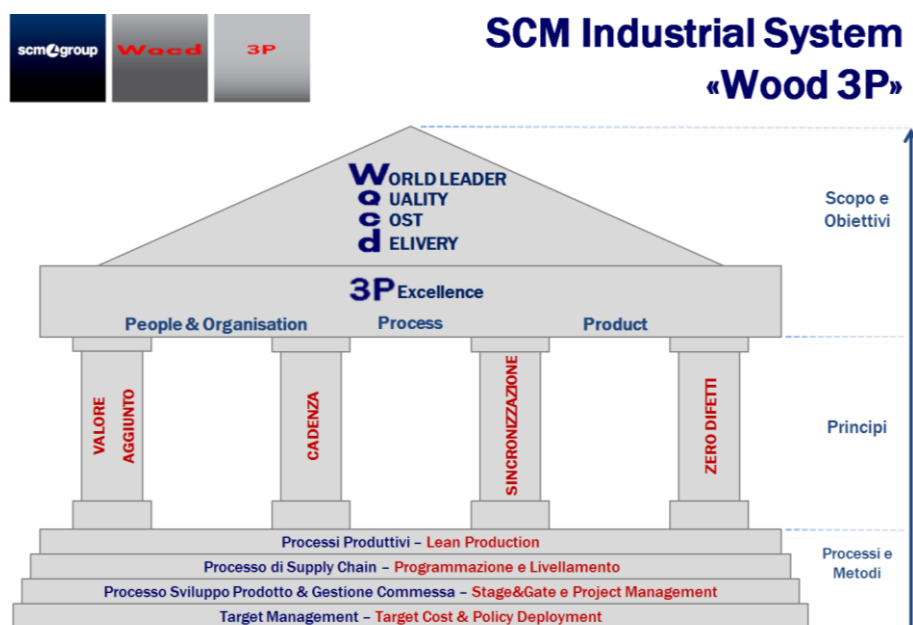 scm group
Wood
3P
SCM Industrial System
«Wood 3P»
WORLD LEADER
QUALITY
COST
dELIVERY
3P Excellence
People & Organisation Process Product
VALORE
AGGIUNTO
CADENZA
SINCRONIZZAZIONE
ZERO DIFETTI
Processi Produttivi – Lean Production
Processo di Supply Chain – Programmazione e Livellamento
Processo Sviluppo Prodotto & Gestione Commessa – Stage&Gate e Project Management
Target Management – Target Cost & Policy Deployment
Scopo e
Obiettivi
Principi
Processi e
Metodi